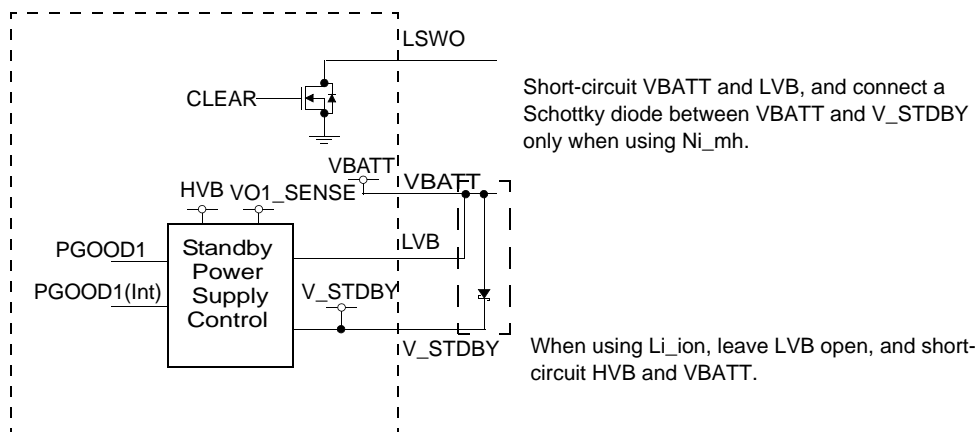 LSWO
CLEAR
Short-circuit VBATT and LVB, and connect a
Schottky diode between VBATT and V_STDBY
only when using Ni_mh.
VBATT
VBATT
HVB
VO1_SENSE
PGOOD1
Standby
Power
Supply
Control
LVB
PGOOD1(Int)
V_STDBY
V_STDBY
When using Li_ion, leave LVB open, and short-
circuit HVB and VBATT.